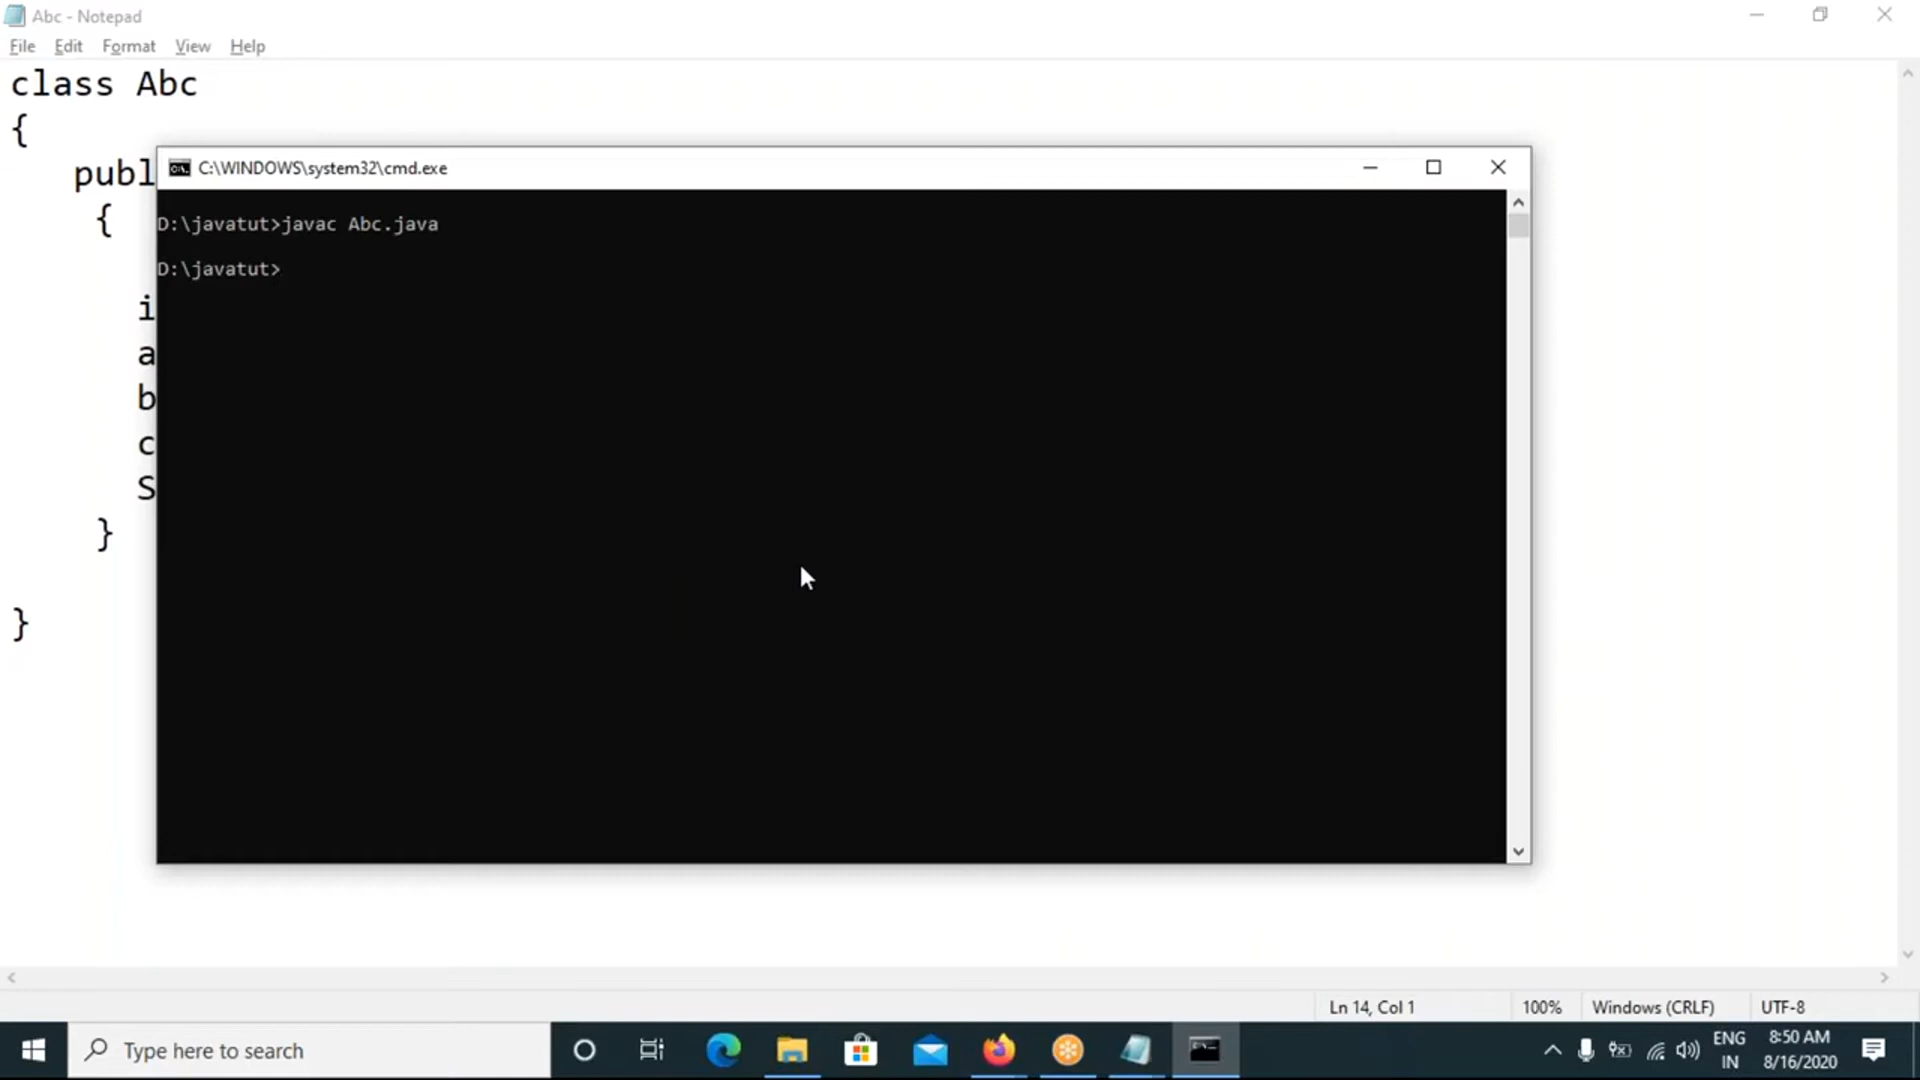 Abc - Notepad
File Edit Format View Help
class Abc
{
publ
{
i
a
b
c
S
}
}
C:\WINDOWS\system32\cmd.exe
D:\javatut>javac Abc.java
D:\javatut>
Ln 14, Col 1 100% Windows (CRLF) UTF-8
Type here to search
ENG
IN
8:50 AM
8/16/2020